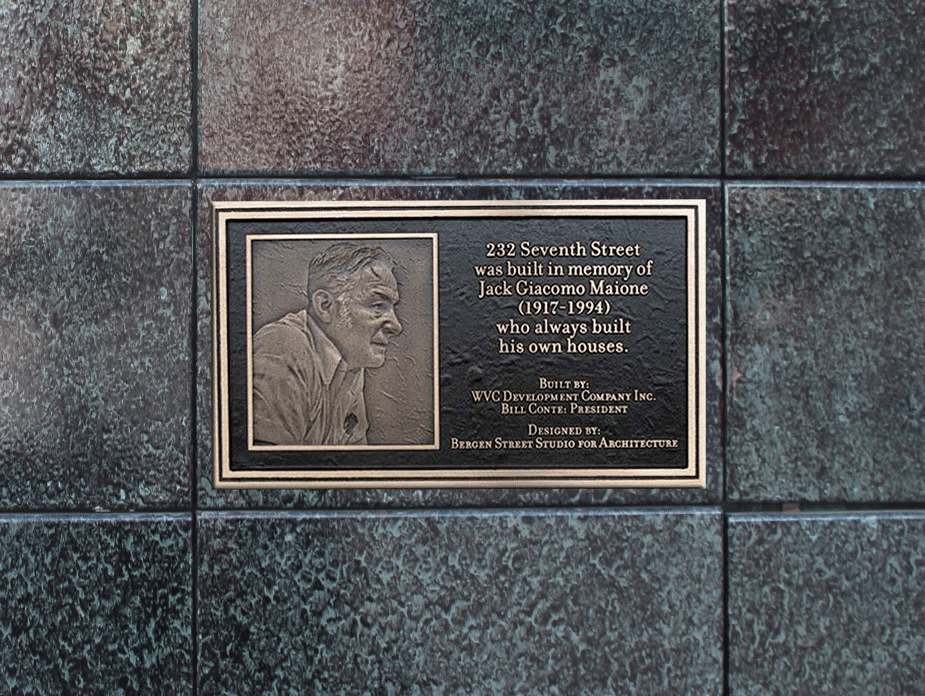 232 Seventh Street
was built in memory of
Jack Giacomo Maione
(1917-1994)
who always built
his own houses.
Built by:
WVC Development Company Inc.
Bill Conte: President
Designed by:
Bergen Street Studio for Architecture